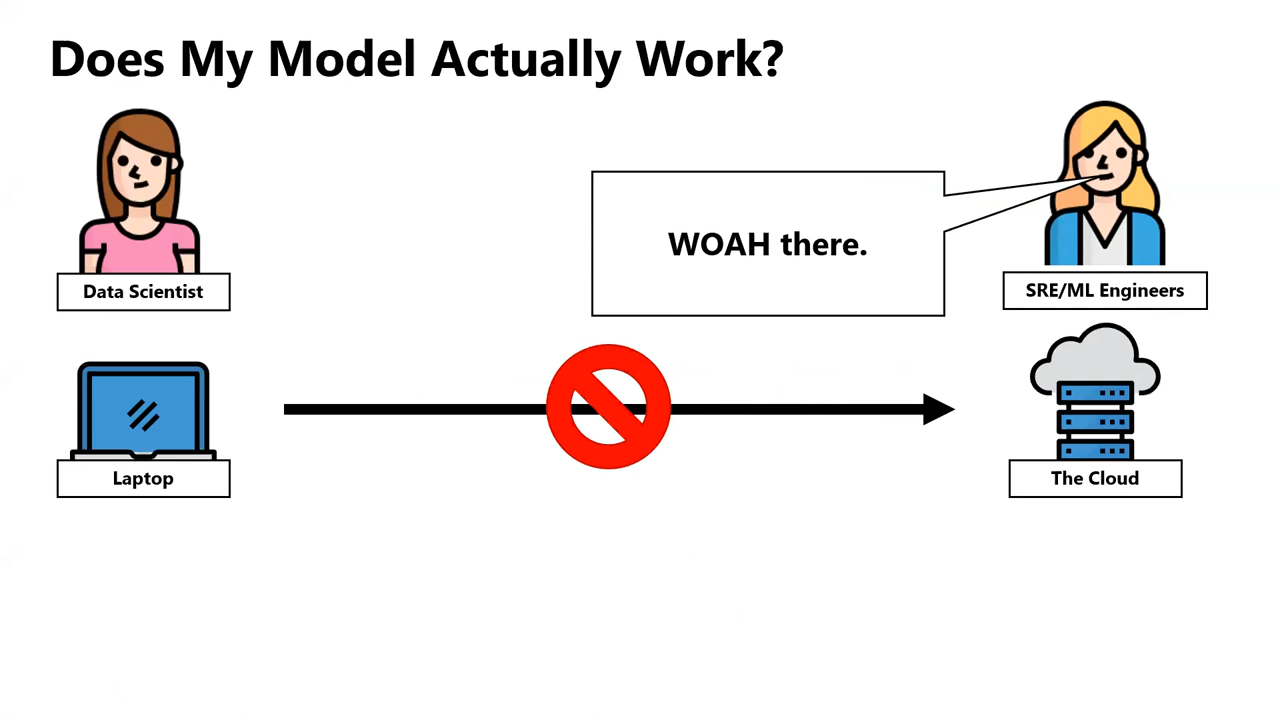 Does My Model Actually Work?
WOAH there.
Data Scientist
SRE/ML Engineers
Laptop
The Cloud